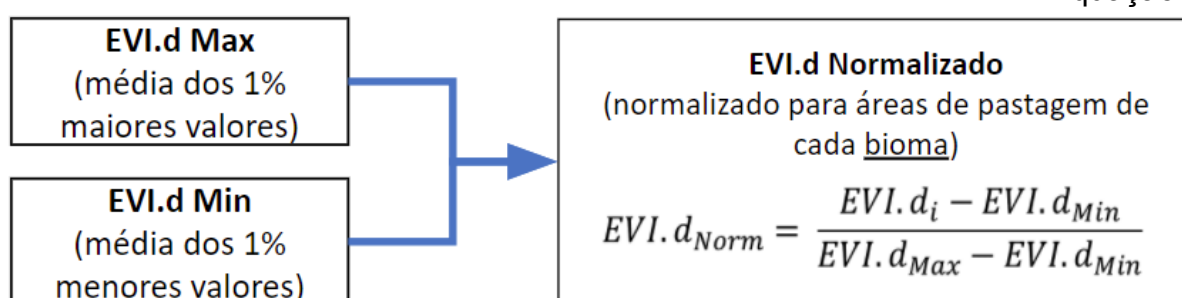 EVI.d Max
(média dos 1%
maiores valores)
EVI.d Min
(média dos 1%
menores valores)
EVI.d Normalizado
(normalizado para áreas de pastagem de
cada bioma)
EVI.d_Norm = (EVI.d_i − EVI.d_Min) / (EVI.d_Max − EVI.d_Min)